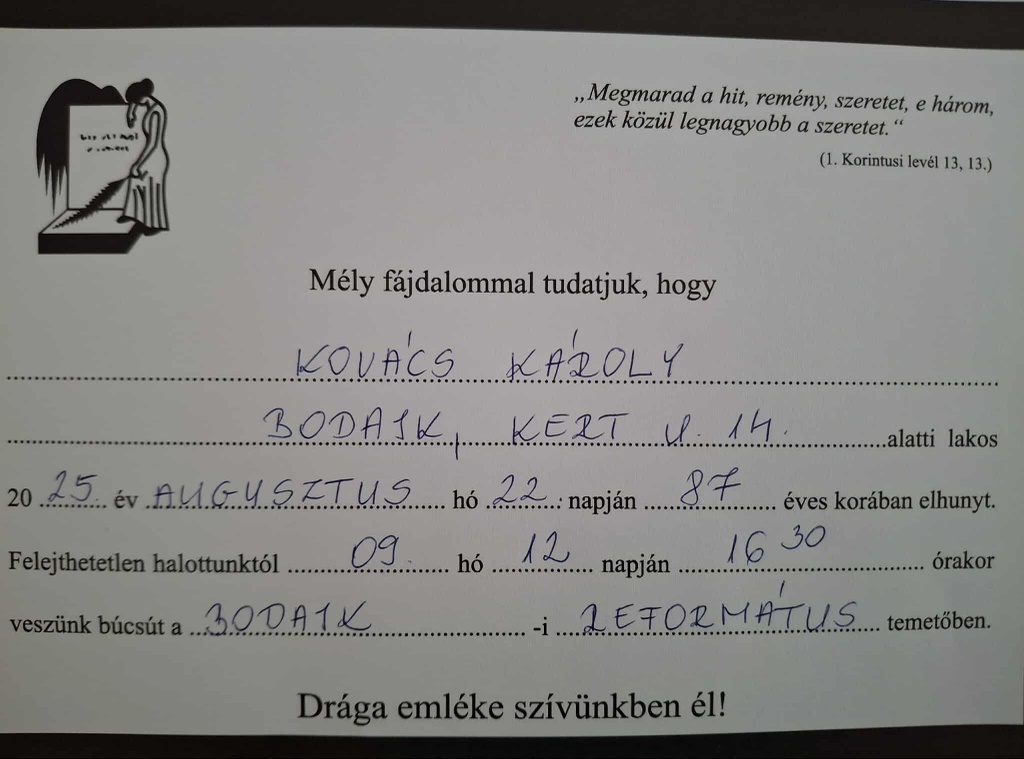 „Megmarad a hit, remény, szeretet, e három,
ezek közül legnagyobb a szeretet.“
(1. Korintusi levél 13, 13.)
Mély fájdalommal tudatjuk, hogy
KOVÁCS KÁROLY
BODAJK, KERT U. 14. alatti lakos
20 25. év AUGUSZTUS hó 22. napján 87 éves korában elhunyt.
Felejthetetlen halottunktól 09. hó 12 napján 16 30 órakor
veszünk búcsút a BODAJK -i REFORMÁTUS temetőben.
Drága emléke szívünkben él!